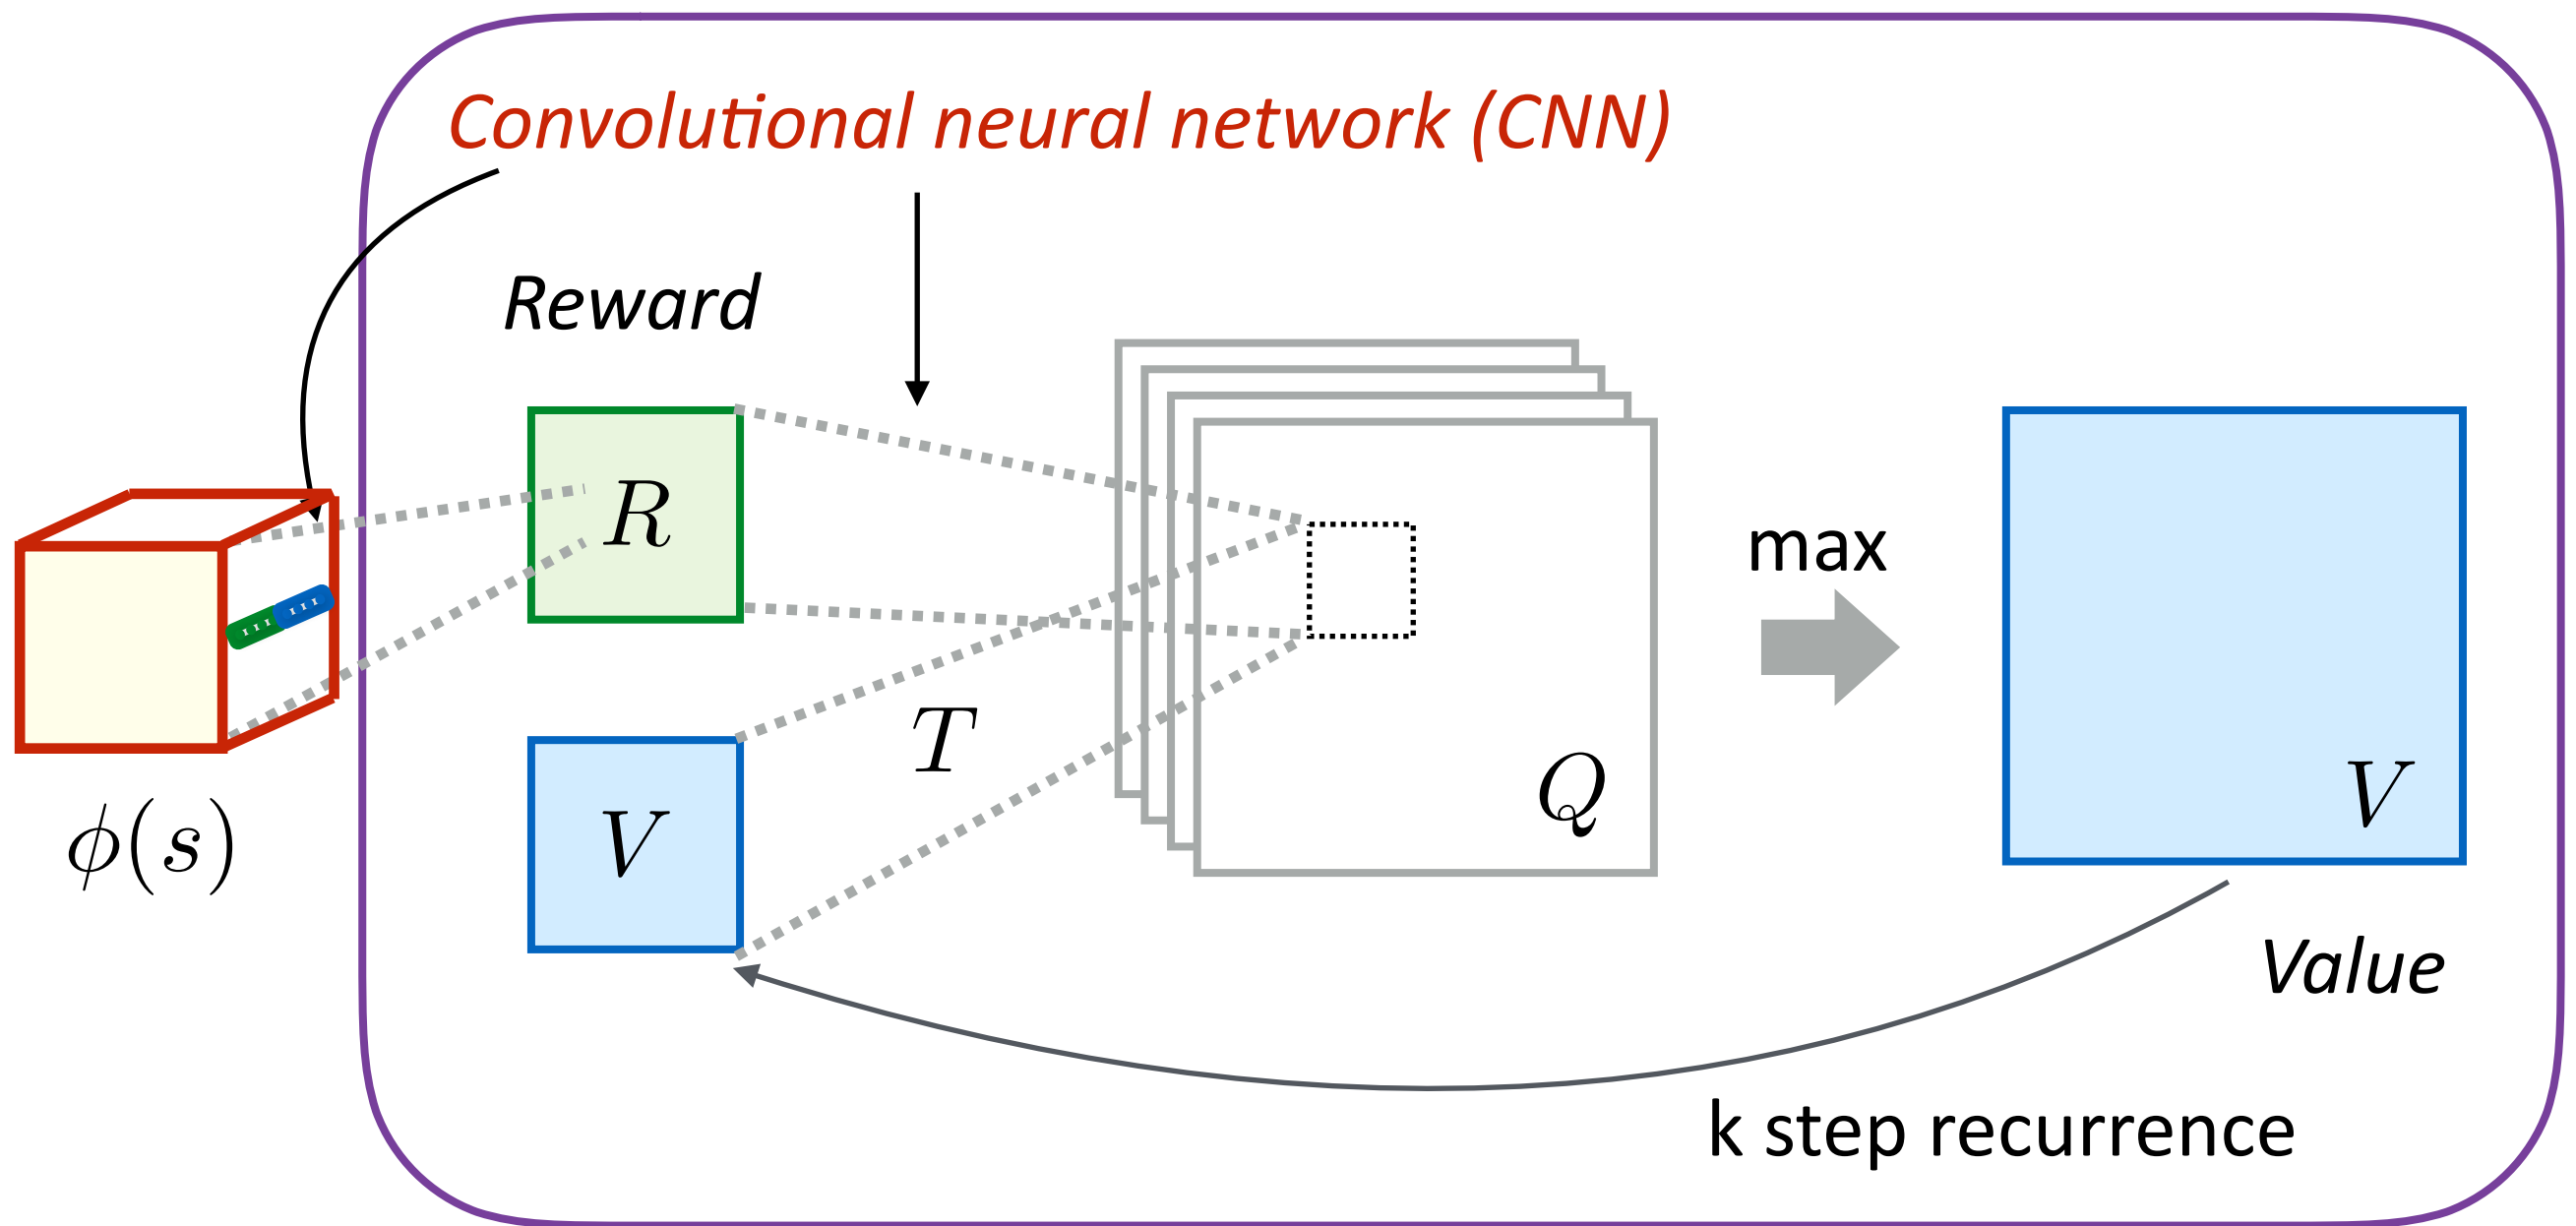 Convolutional neural network (CNN)
Reward
R
max
T
Q
V
V
ϕ(s)
Value
k step recurrence